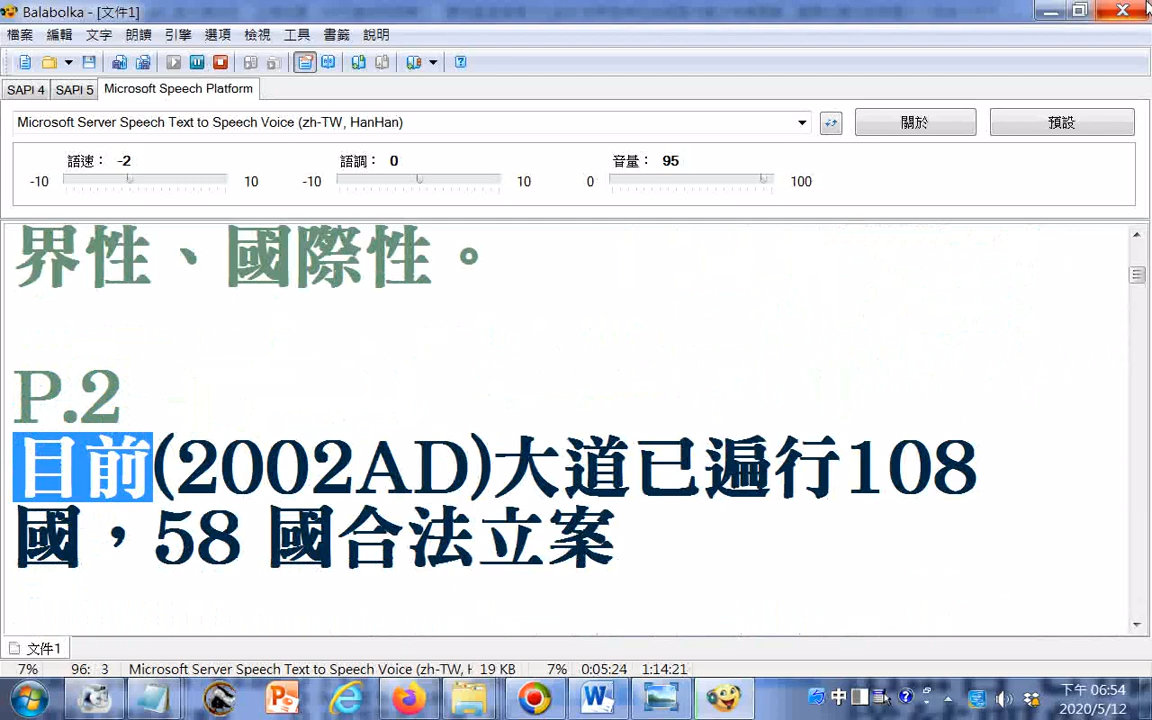 Balabolka - [文件1]
檔案 編輯 文字 朗讀 引擎 選項 檢視 工具 書籤 說明
SAPI 4 SAPI 5 Microsoft Speech Platform
Microsoft Server Speech Text to Speech Voice (zh-TW, HanHan) 關於 預設
語速： -2 語調： 0 音量： 95
-10 10 -10 10 0 100
界性、國際性。
P.2
目前(2002AD)大道已遍行108
國，58 國合法立案
文件1
7% 96: 3 Microsoft Server Speech Text to Speech Voice (zh-TW, H 19 KB 7% 0:05:24 1:14:21
中 下午 06:54
2020/5/12